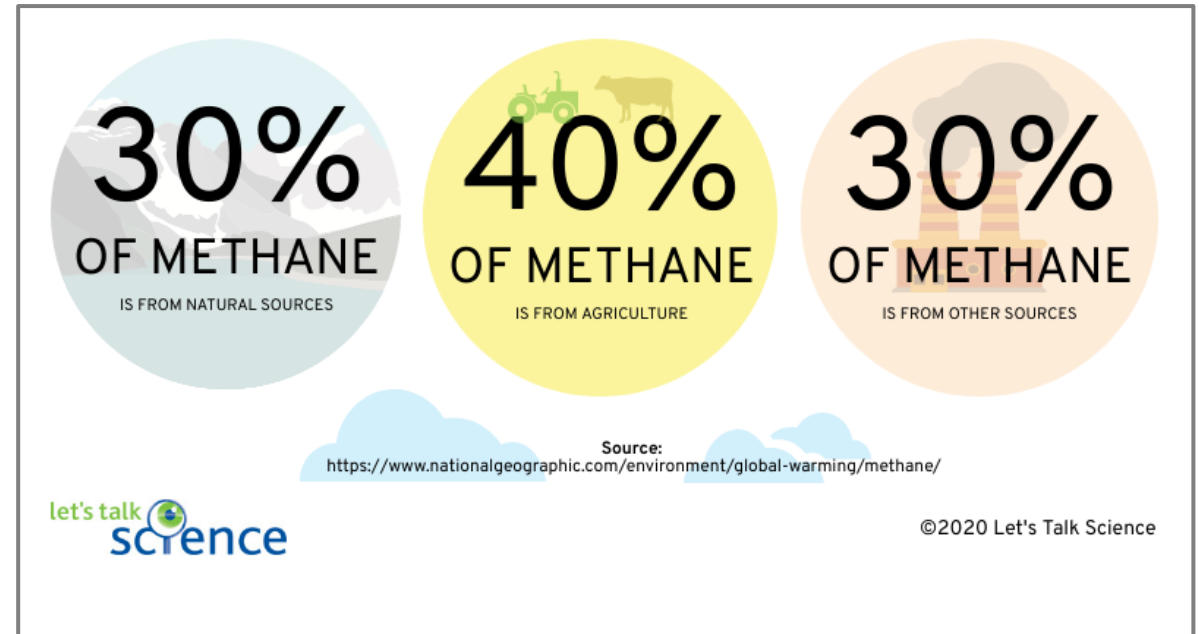 30%
OF METHANE
IS FROM NATURAL SOURCES
40%
OF METHANE
IS FROM AGRICULTURE
30%
OF METHANE
IS FROM OTHER SOURCES
Source:
https://www.nationalgeographic.com/environment/global-warming/methane/
let's talk
science
©2020 Let's Talk Science